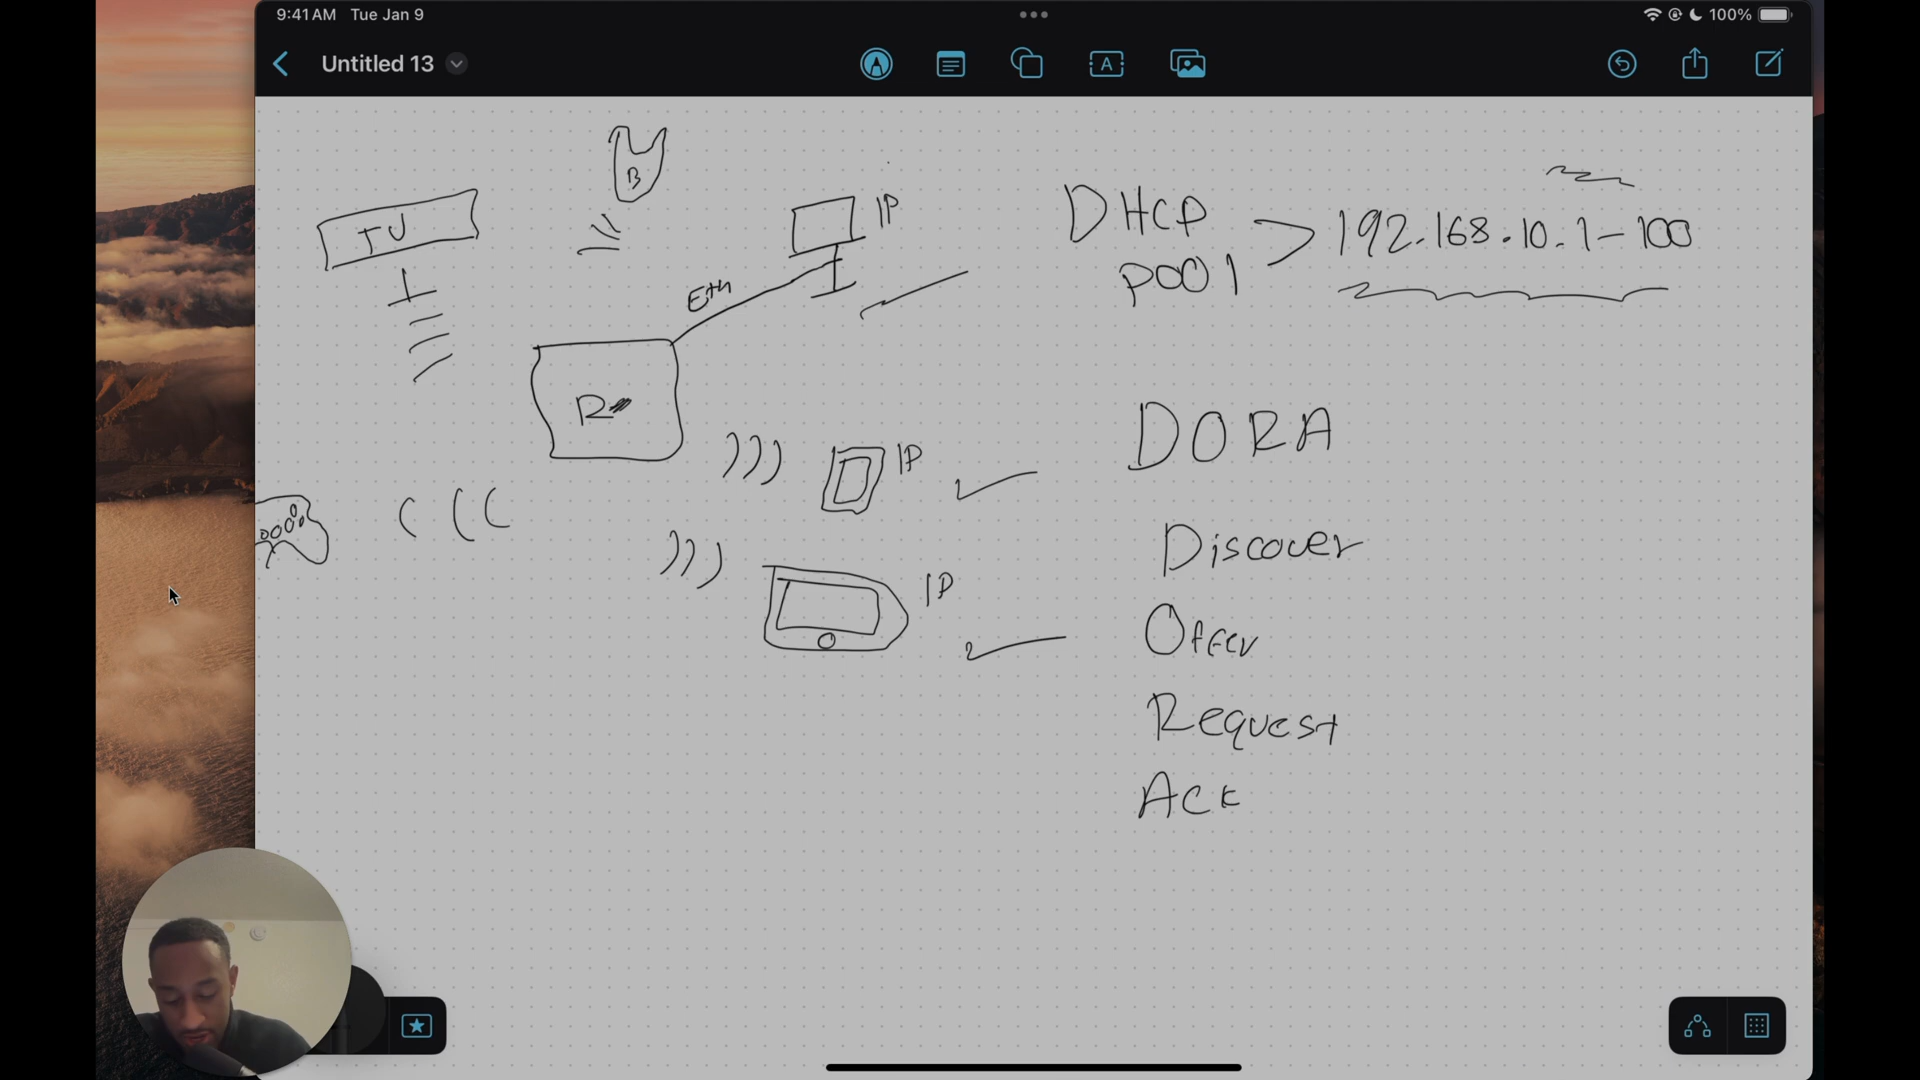 9:41 AM Tue Jan 9
100%
Untitled 13
A
B
TV
IP
Eth
R
IP
IP
DHCP
pool
> 192.168.10.1-100
DORA
Discover
Offer
Request
Ack